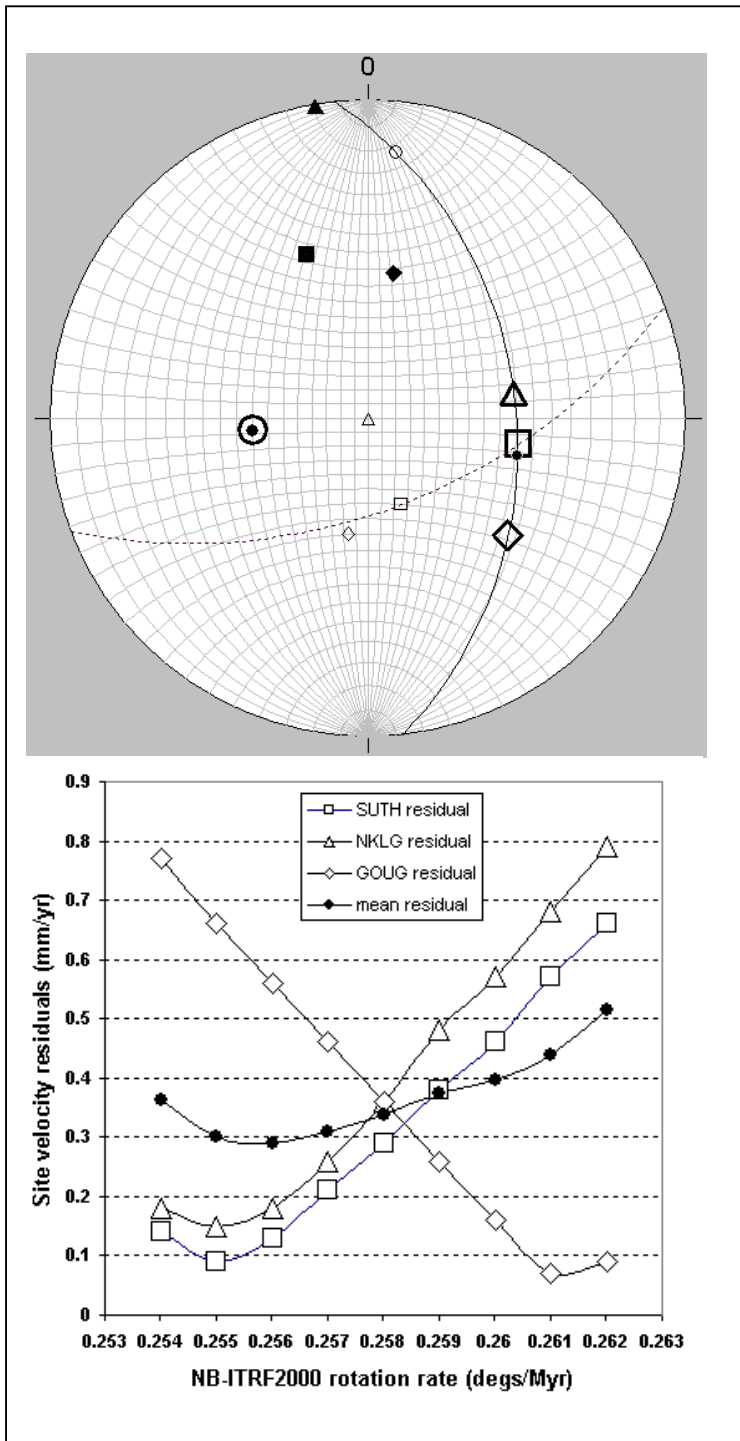 0
0.9
0.8
0.7
0.6
0.5
0.4
0.3
0.2
0.1
0
Site velocity residuals (mm/yr)
SUTH residual
NKLG residual
GOUG residual
mean residual
0.253 0.254 0.255 0.256 0.257 0.258 0.259 0.26 0.261 0.262 0.263
NB-ITRF2000 rotation rate (degs/Myr)